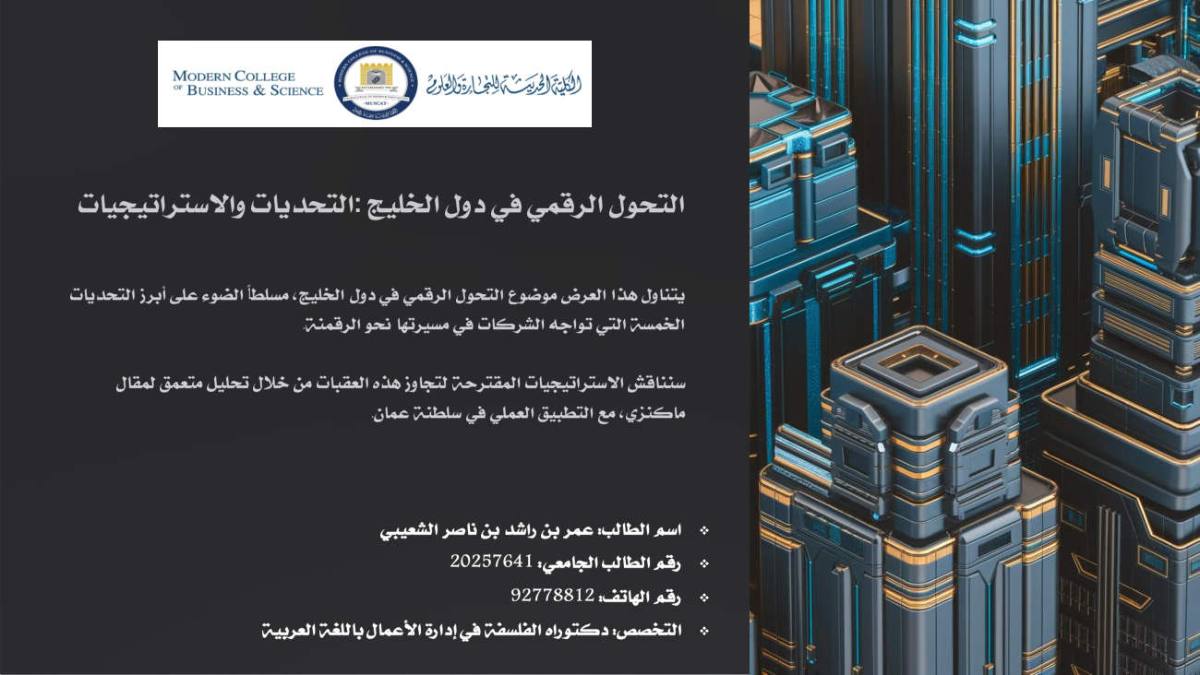 MODERN COLLEGE
OF BUSINESS & SCIENCE
الكلية الحديثة للتجارة والعلوم
MUSCAT
التحول الرقمي في دول الخليج :التحديات والاستراتيجيات
يتناول هذا العرض موضوع التحول الرقمي في دول الخليج، مسلطاً الضوء على أبرز التحديات
الخمسة التي تواجه الشركات في مسيرتها نحو الرقمنة.
سنناقش الاستراتيجيات المقترحة لتجاوز هذه العقبات من خلال تحليل متعمق لمقال
ماكنزي، مع التطبيق العملي في سلطنة عمان.
❖ اسم الطالب: عمر بن راشد بن ناصر الشعيبي
❖ رقم الطالب الجامعي: 20257641
❖ رقم الهاتف: 92778812
❖ التخصص: دكتوراه الفلسفة في إدارة الأعمال باللغة العربية